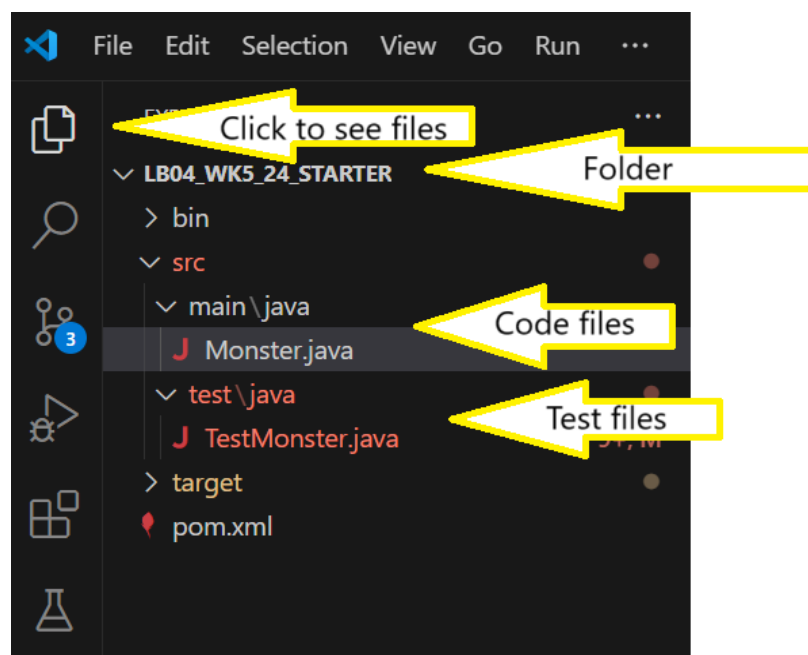 File Edit Selection View Go Run ...
Click to see files ...
LB04_WK5_24_STARTER Folder
> bin
src
main\java
Code files
J Monster.java
3
test\java
Test files
J TestMonster.java
> target
pom.xml